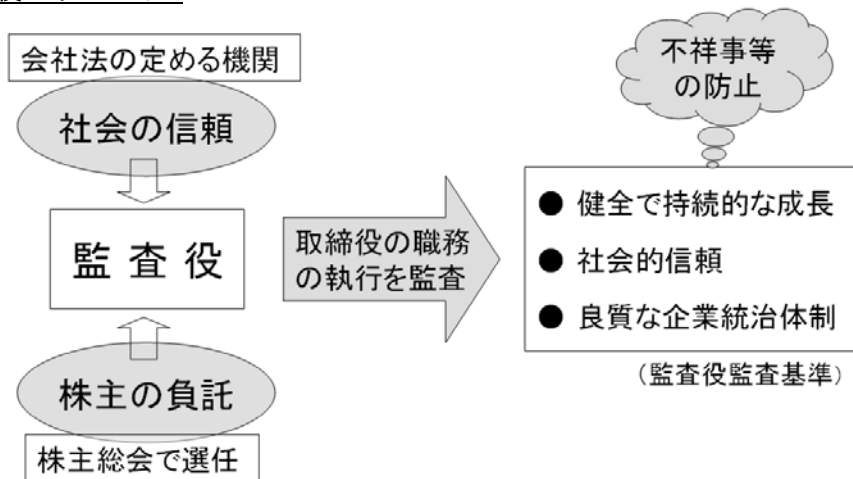 会社法の定める機関
社会の信頼
監査役
株主の負託
株主総会で選任
取締役の職務
の執行を監査
不祥事等
の防止
● 健全で持続的な成長
● 社会的信頼
● 良質な企業統治体制
（監査役監査基準）